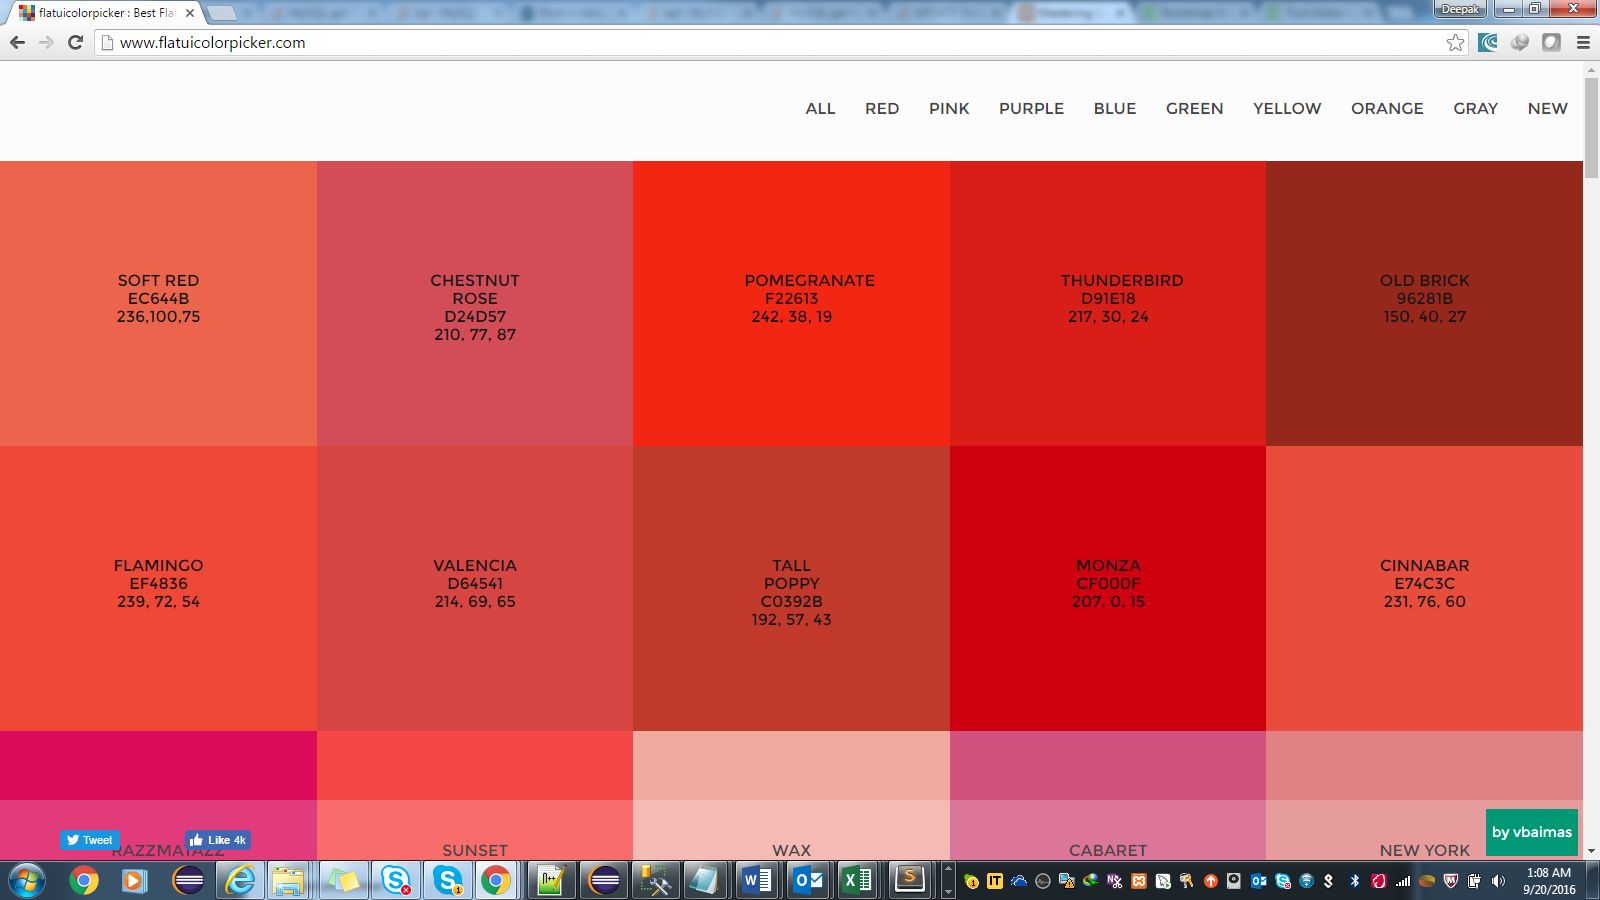 flatuicolorpicker : Best Fla
Deepak
www.flatuicolorpicker.com
ALL RED PINK PURPLE BLUE GREEN YELLOW ORANGE GRAY NEW
SOFT RED
EC644B
236,100,75
CHESTNUT
ROSE
D24D57
210, 77, 87
POMEGRANATE
F22613
242, 38, 19
THUNDERBIRD
D91E18
217, 30, 24
OLD BRICK
96281B
150, 40, 27
FLAMINGO
EF4836
239, 72, 54
VALENCIA
D64541
214, 69, 65
TALL
POPPY
C0392B
192, 57, 43
MONZA
CF000F
207, 0, 15
CINNABAR
E74C3C
231, 76, 60
RAZZMATAZZ
SUNSET
WAX
CABARET
NEW YORK
Tweet
Like 4k
by vbaimas
1:08 AM
9/20/2016